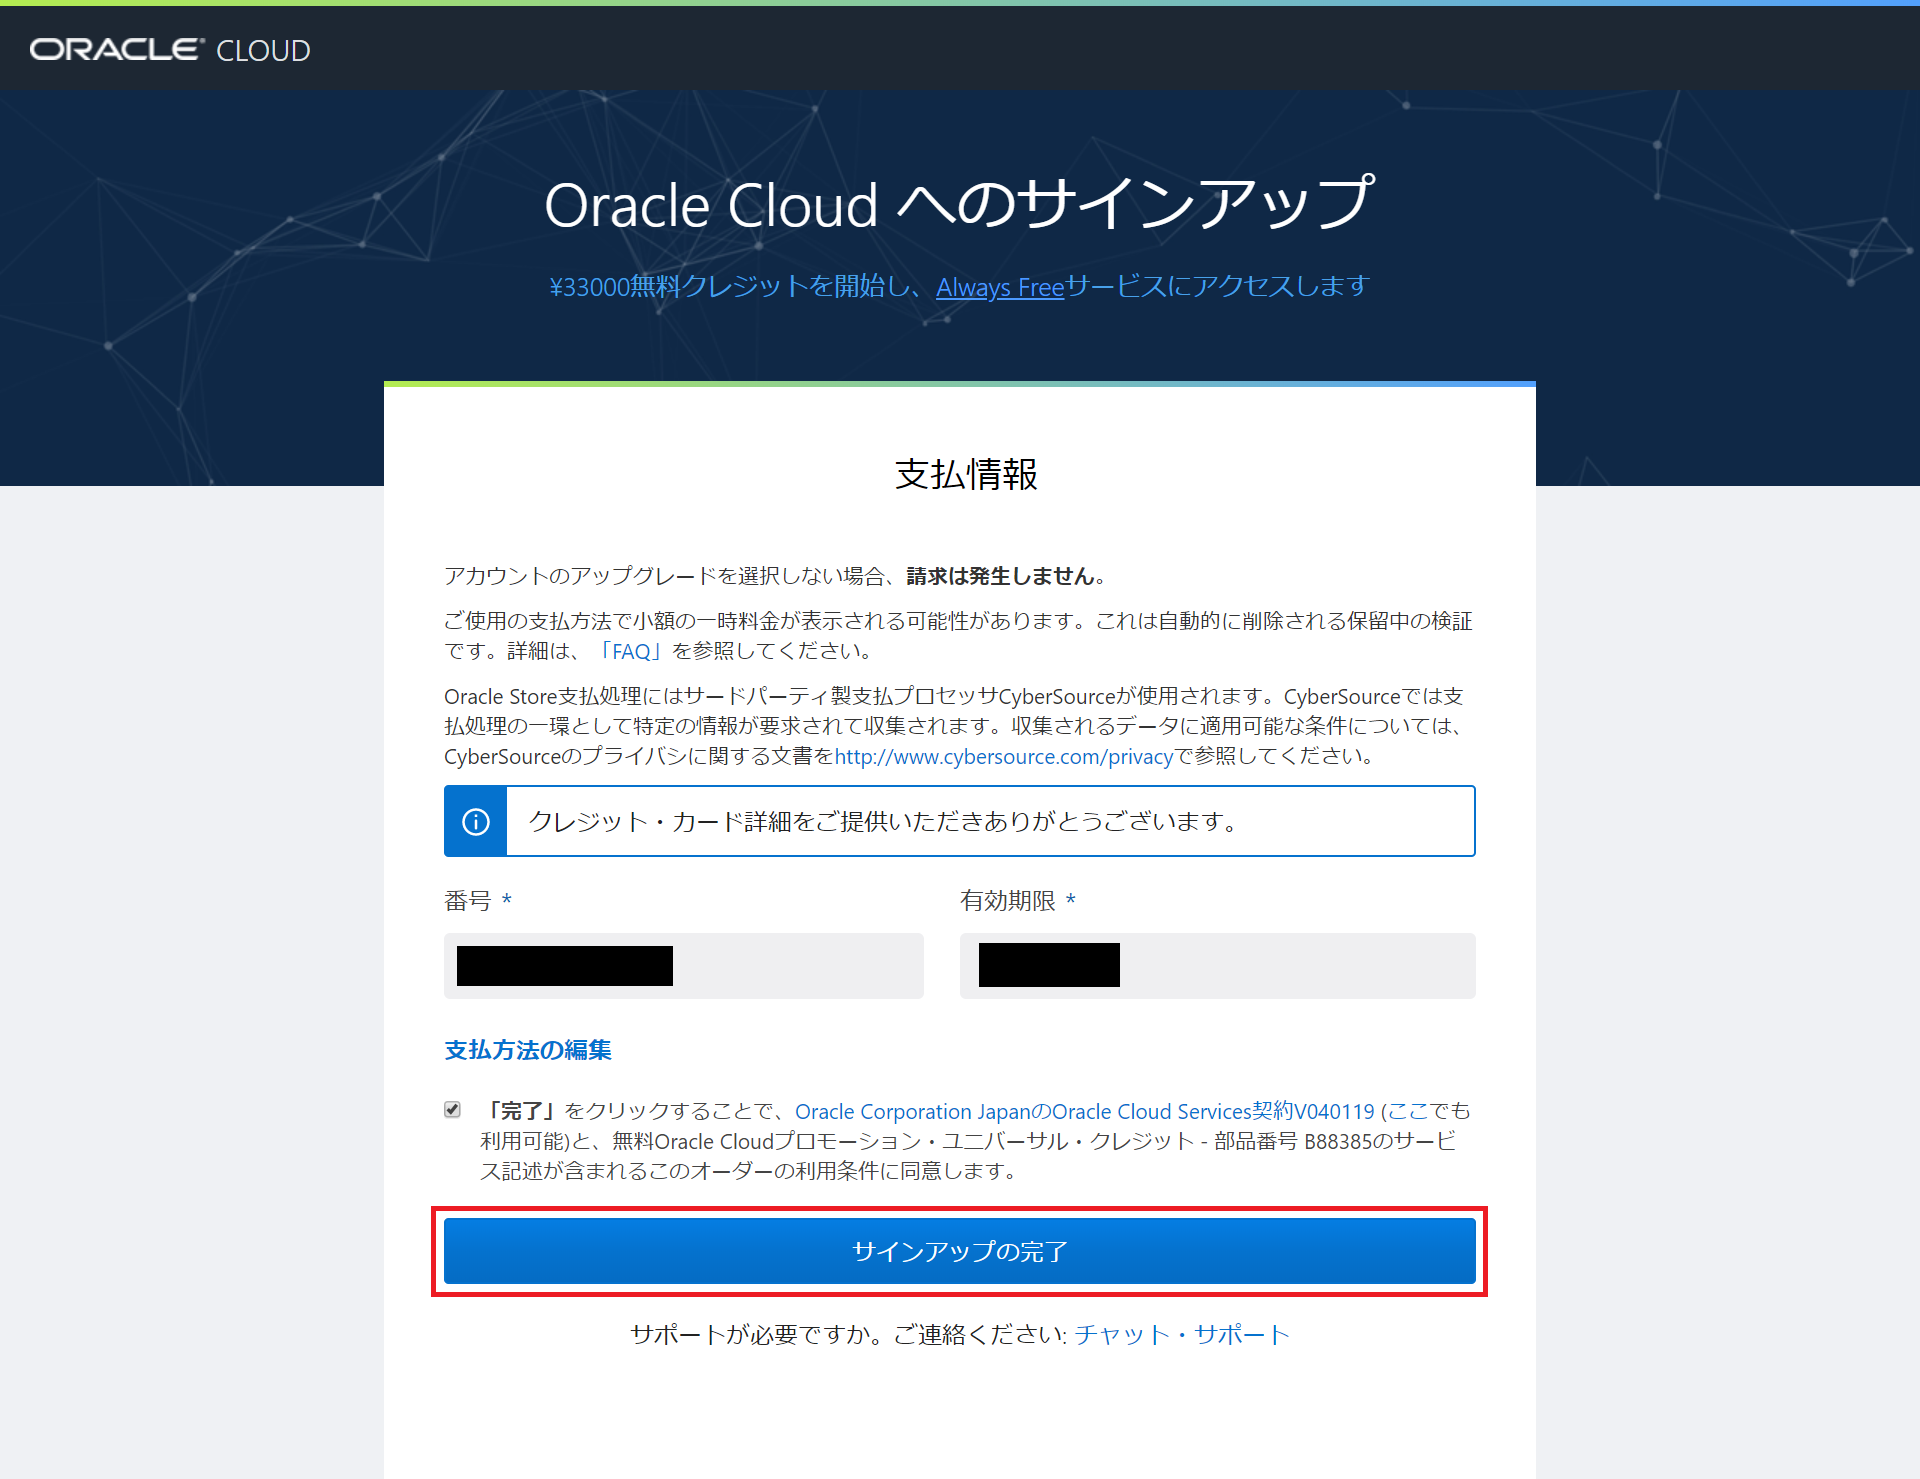 ORACLE® CLOUD
Oracle Cloud へのサインアップ
¥33000無料クレジットを開始し、Always Freeサービスにアクセスします
支払情報
アカウントのアップグレードを選択しない場合、請求は発生しません。
ご使用の支払方法で小額の一時料金が表示される可能性があります。これは自動的に削除される保留中の検証
です。詳細は、「FAQ」を参照してください。
Oracle Store支払処理にはサードパーティ製支払プロセッサCyberSourceが使用されます。CyberSourceでは支
払処理の一環として特定の情報が要求されて収集されます。収集されるデータに適用可能な条件については、
CyberSourceのプライバシに関する文書をhttp://www.cybersource.com/privacyで参照してください。
クレジット・カード詳細をご提供いただきありがとうございます。
番号 *
有効期限 *
支払方法の編集
「完了」をクリックすることで、Oracle Corporation JapanのOracle Cloud Services契約V040119 (ここでも
利用可能)と、無料Oracle Cloudプロモーション・ユニバーサル・クレジット - 部品番号 B88385のサービ
ス記述が含まれるこのオーダーの利用条件に同意します。
サインアップの完了
サポートが必要ですか。ご連絡ください: チャット・サポート